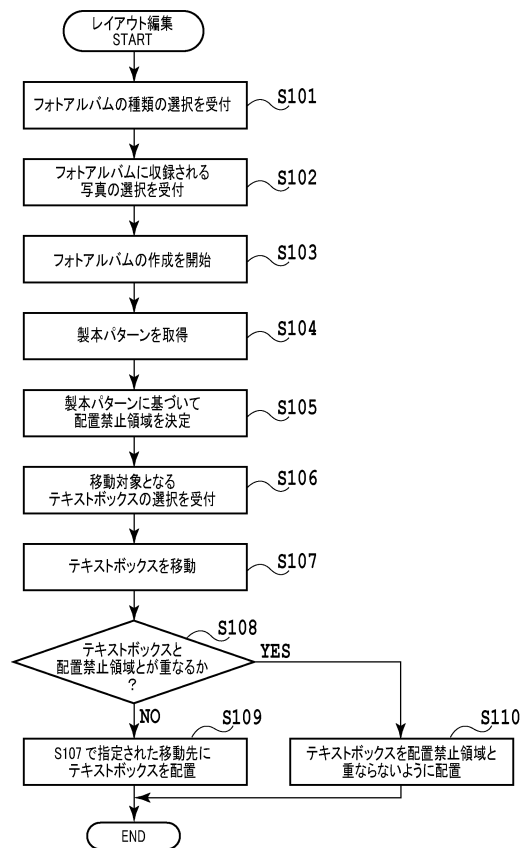 レイアウト編集
START
フォトアルバムの種類の選択を受付
S101
フォトアルバムに収録される
写真の選択を受付
S102
フォトアルバムの作成を開始
S103
製本パターンを取得
S104
製本パターンに基づいて
配置禁止領域を決定
S105
移動対象となる
テキストボックスの選択を受付
S106
テキストボックスを移動
S107
テキストボックスと
配置禁止領域とが重なるか
?
S108
YES
NO
S107で指定された移動先に
テキストボックスを配置
S109
テキストボックスを配置禁止領域と
重ならないように配置
S110
END